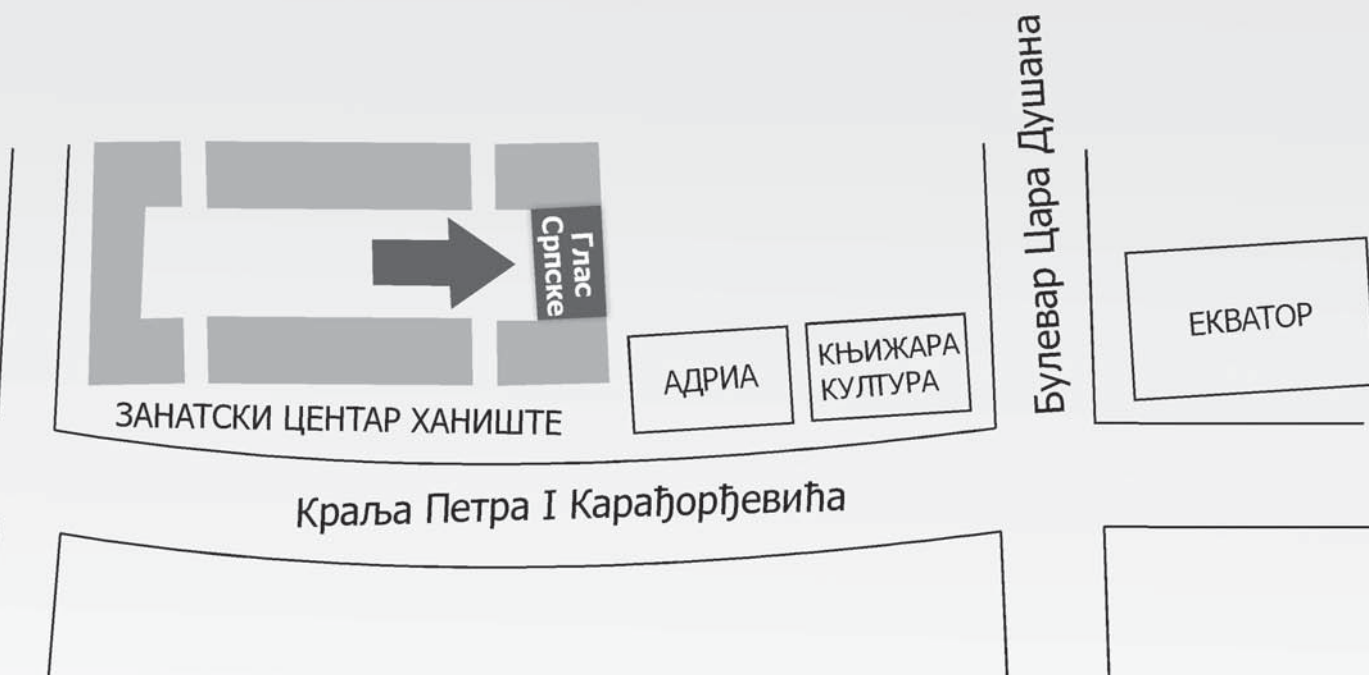 Булевар Цара Душана
Глас
Српске
ЕКВАТОР
КЊИЖАРА
КУЛТУРА
АДРИА
ЗАНАТСКИ ЦЕНТАР ХАНИШТЕ
Краља Петра I Карађорђевића